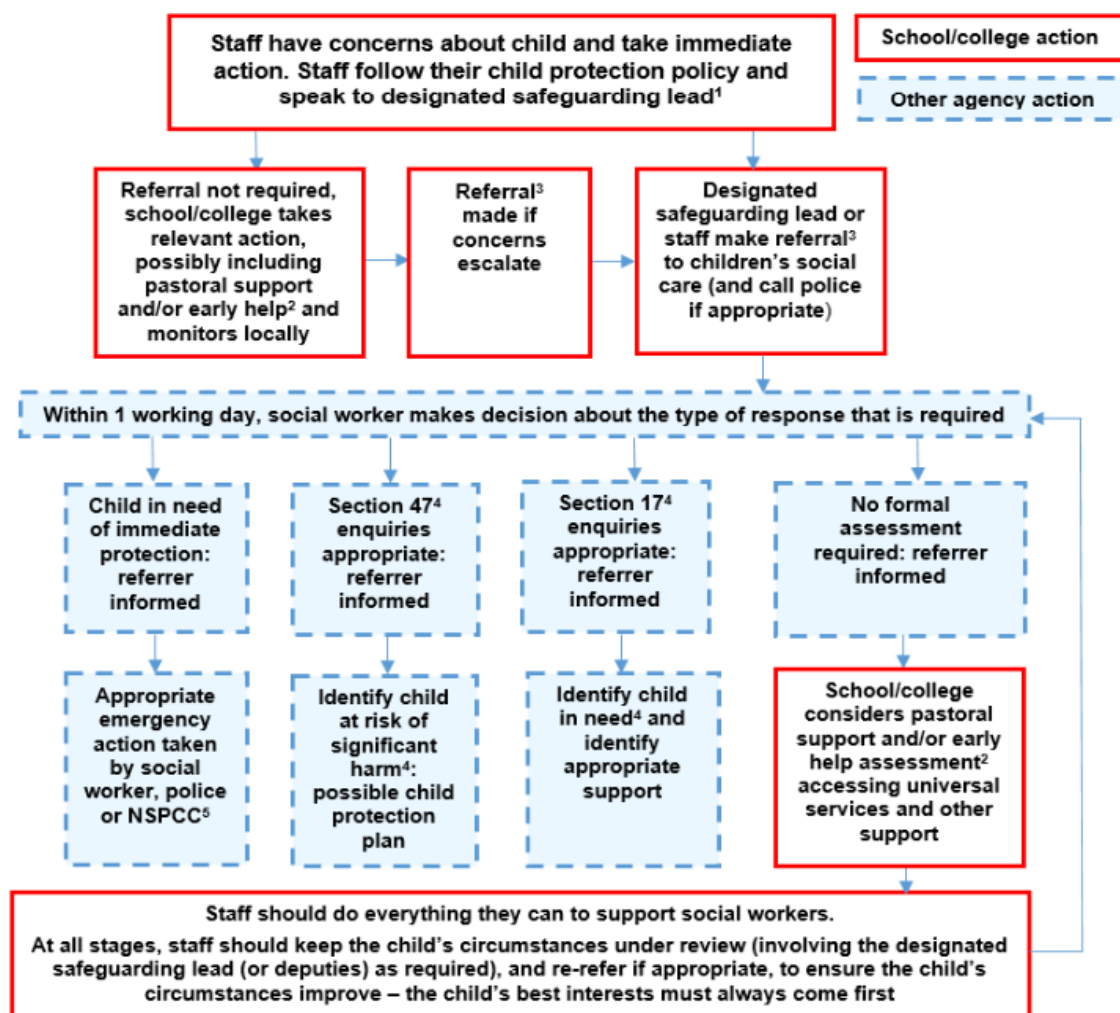 Staff have concerns about child and take immediate
action. Staff follow their child protection policy and
speak to designated safeguarding lead¹
School/college action
Other agency action
Referral not required,
school/college takes
relevant action,
possibly including
pastoral support
and/or early help² and
monitors locally
Referral³
made if
concerns
escalate
Designated
safeguarding lead or
staff make referral³
to children’s social
care (and call police
if appropriate)
Within 1 working day, social worker makes decision about the type of response that is required
Child in need
of immediate
protection:
referrer
informed
Section 47⁴
enquiries
appropriate:
referrer
informed
Section 17⁴
enquiries
appropriate:
referrer
informed
No formal
assessment
required: referrer
informed
Appropriate
emergency
action taken
by social
worker, police
or NSPCC⁵
Identify child
at risk of
significant
harm⁴:
possible child
protection
plan
Identify child
in need⁴ and
identify
appropriate
support
School/college
considers pastoral
support and/or early
help assessment²
accessing universal
services and other
support
Staff should do everything they can to support social workers.
At all stages, staff should keep the child’s circumstances under review (involving the designated
safeguarding lead (or deputies) as required), and re-refer if appropriate, to ensure the child’s
circumstances improve – the child’s best interests must always come first